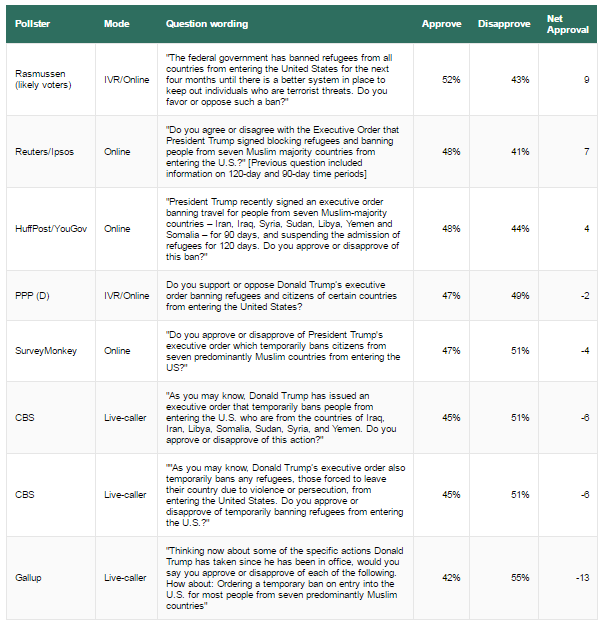 Pollster Mode Question wording Approve Disapprove Net Approval
"The federal government has banned refugees from all
countries from entering the United States for the next
Rasmussen (likely voters) IVR/Online four months until there is a better system in place to 52% 43% 9
keep out individuals who are terrorist threats. Do you
favor or oppose such a ban?"
"Do you agree or disagree with the Executive Order that
President Trump signed blocking refugees and banning
Reuters/Ipsos Online people from seven Muslim majority countries from 48% 41% 7
entering the U.S.?" [Previous question included
information on 120-day and 90-day time periods]
"President Trump recently signed an executive order
banning travel for people from seven Muslim-majority
HuffPost/YouGov Online countries – Iran, Iraq, Syria, Sudan, Libya, Yemen and 48% 44% 4
Somalia – for 90 days, and suspending the admission of
refugees for 120 days. Do you approve or disapprove of
this ban?"
Do you support or oppose Donald Trump's executive
PPP (D) IVR/Online order banning refugees and citizens of certain countries 47% 49% -2
from entering the United States?
"Do you approve or disapprove of President Trump's
SurveyMonkey Online executive order which temporarily bans citizens from 47% 51% -4
seven predominantly Muslim countries from entering the
US?"
"As you may know, Donald Trump has issued an
executive order that temporarily bans people from
CBS Live-caller entering the U.S. who are from the countries of Iraq, 45% 51% -6
Iran, Libya, Somalia, Sudan, Syria, and Yemen. Do you
approve or disapprove of this action?"
""As you may know, Donald Trump's executive order also
temporarily bans any refugees, those forced to leave
CBS Live-caller their country due to violence or persecution, from 45% 51% -6
entering the United States. Do you approve or
disapprove of temporarily banning refugees from entering
the U.S.?"
"Thinking now about some of the specific actions Donald
Trump has taken since he has been in office, would you
Gallup Live-caller say you approve or disapprove of each of the following. 42% 55% -13
How about: Ordering a temporary ban on entry into the
U.S. for most people from seven predominantly Muslim
countries"